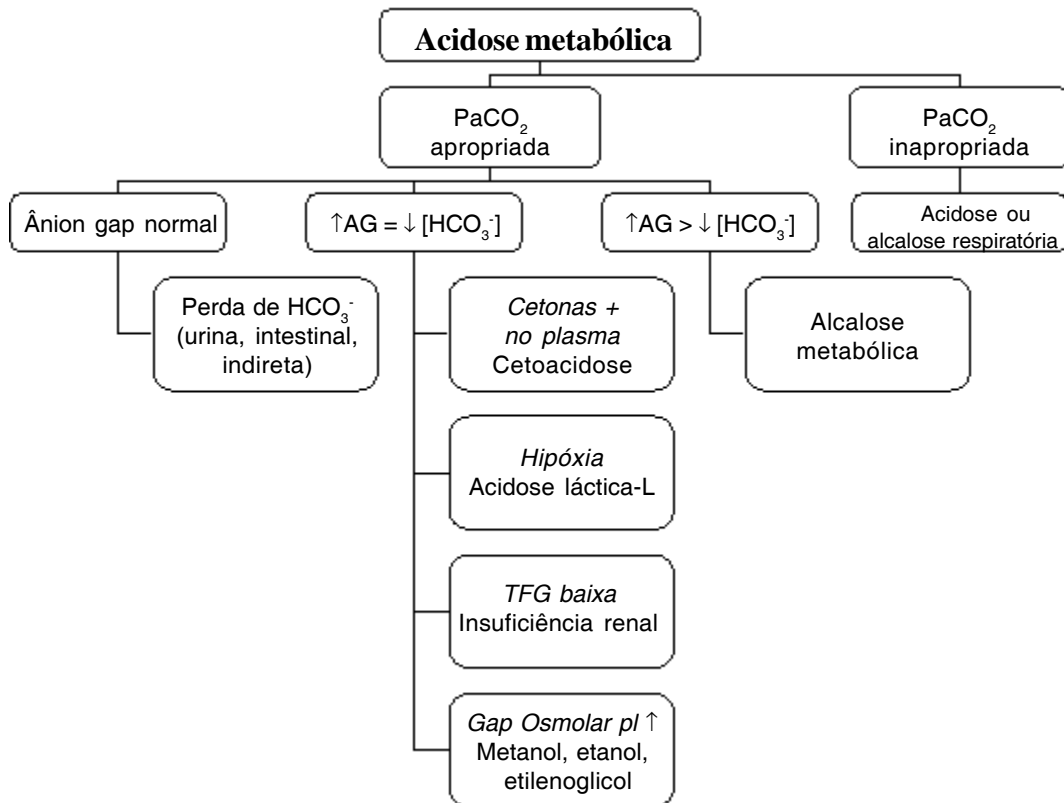 Acidose metabólica
PaCO₂
apropriada
PaCO₂
inapropriada
Ânion gap normal
↑AG = ↓ [HCO₃⁻]
↑AG > ↓ [HCO₃⁻]
Acidose ou
alcalose respiratória
Perda de HCO₃⁻
(urina, intestinal,
indireta)
Cetonas +
no plasma
Cetoacidose
Alcalose
metabólica
Hipóxia
Acidose láctica-L
TFG baixa
Insuficiência renal
Gap Osmolar pl ↑
Metanol, etanol,
etilenoglicol